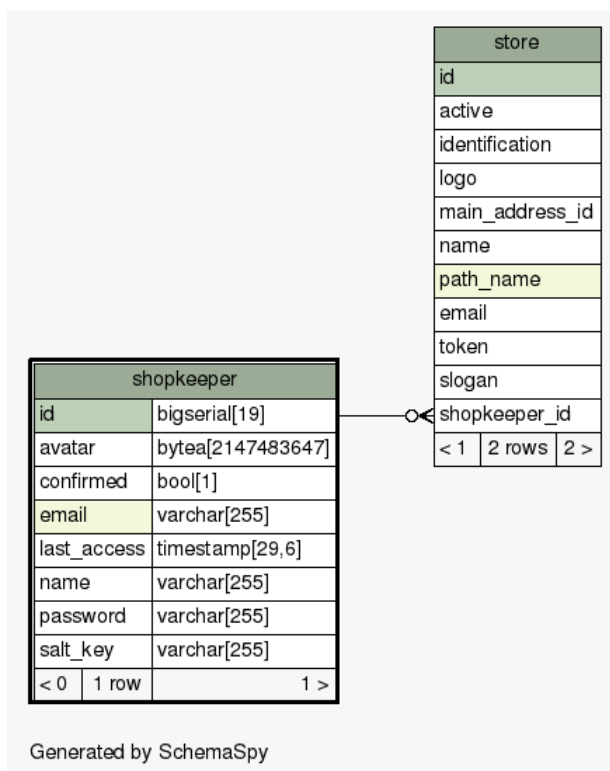 store
id
active
identification
logo
main_address_id
name
path_name
email
token
slogan
shopkeeper_id
< 1 2 rows 2 >
shopkeeper
id bigserial[19]
avatar bytea[2147483647]
confirmed bool[1]
email varchar[255]
last_access timestamp[29,6]
name varchar[255]
password varchar[255]
salt_key varchar[255]
< 0 1 row 1 >
Generated by SchemaSpy